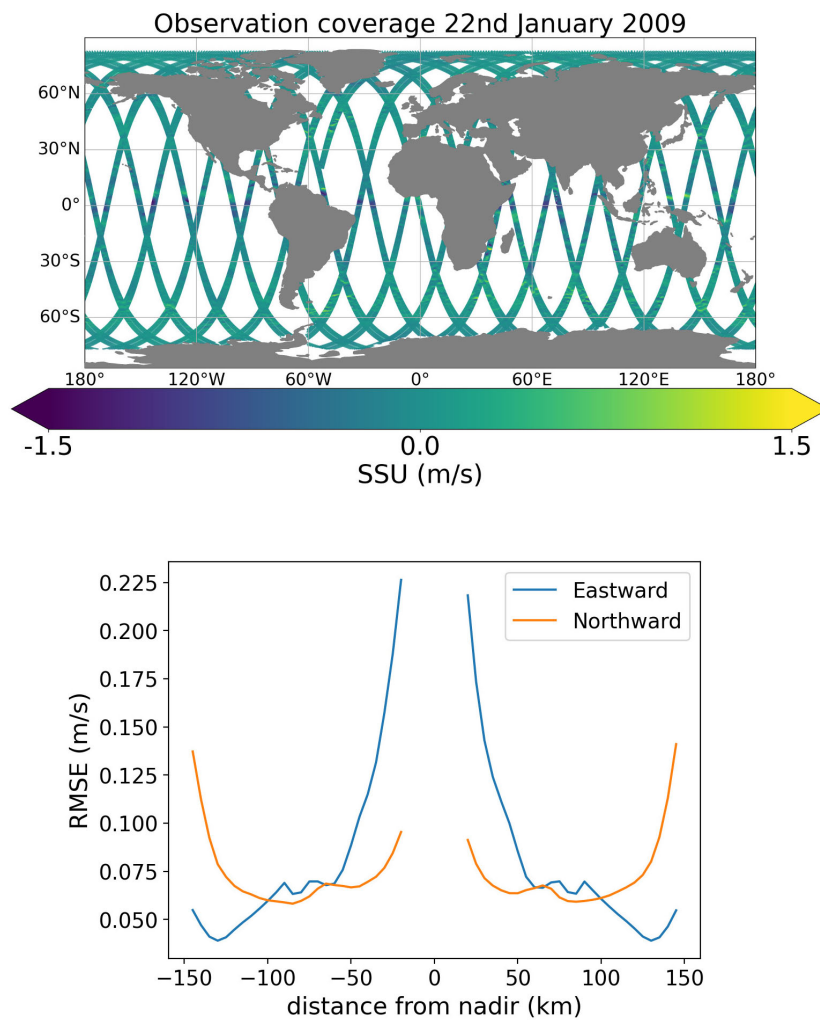 Observation coverage 22nd January 2009
60°N
30°N
0°
30°S
60°S
180° 120°W 60°W 0° 60°E 120°E 180°
-1.5 0.0 1.5
SSU (m/s)
0.225
0.200
0.175
0.150
0.125
0.100
0.075
0.050
RMSE (m/s)
Eastward
Northward
−150 −100 −50 0 50 100 150
distance from nadir (km)